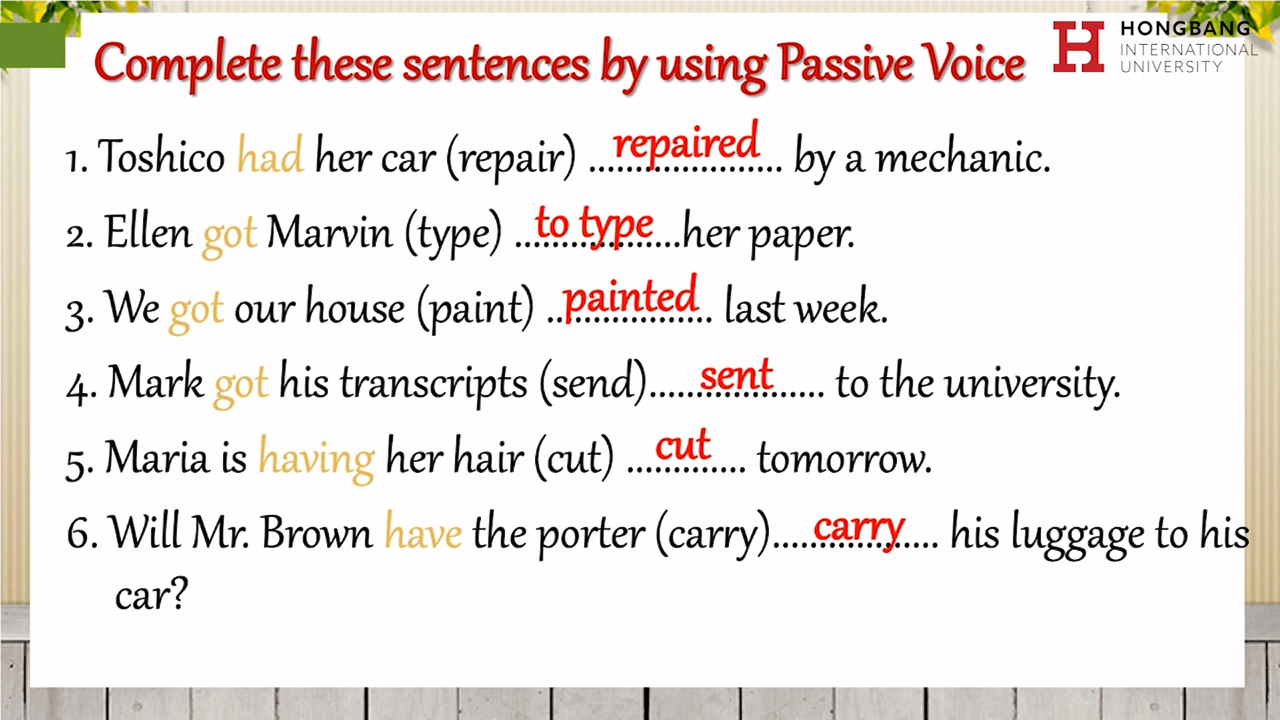 HONGBANG
INTERNATIONAL
UNIVERSITY
Complete these sentences by using Passive Voice
1. Toshico had her car (repair) .....repaired..... by a mechanic.
2. Ellen got Marvin (type) .....to type.....her paper.
3. We got our house (paint) .....painted..... last week.
4. Mark got his transcripts (send).....sent..... to the university.
5. Maria is having her hair (cut) .....cut..... tomorrow.
6. Will Mr. Brown have the porter (carry).....carry..... his luggage to his
car?